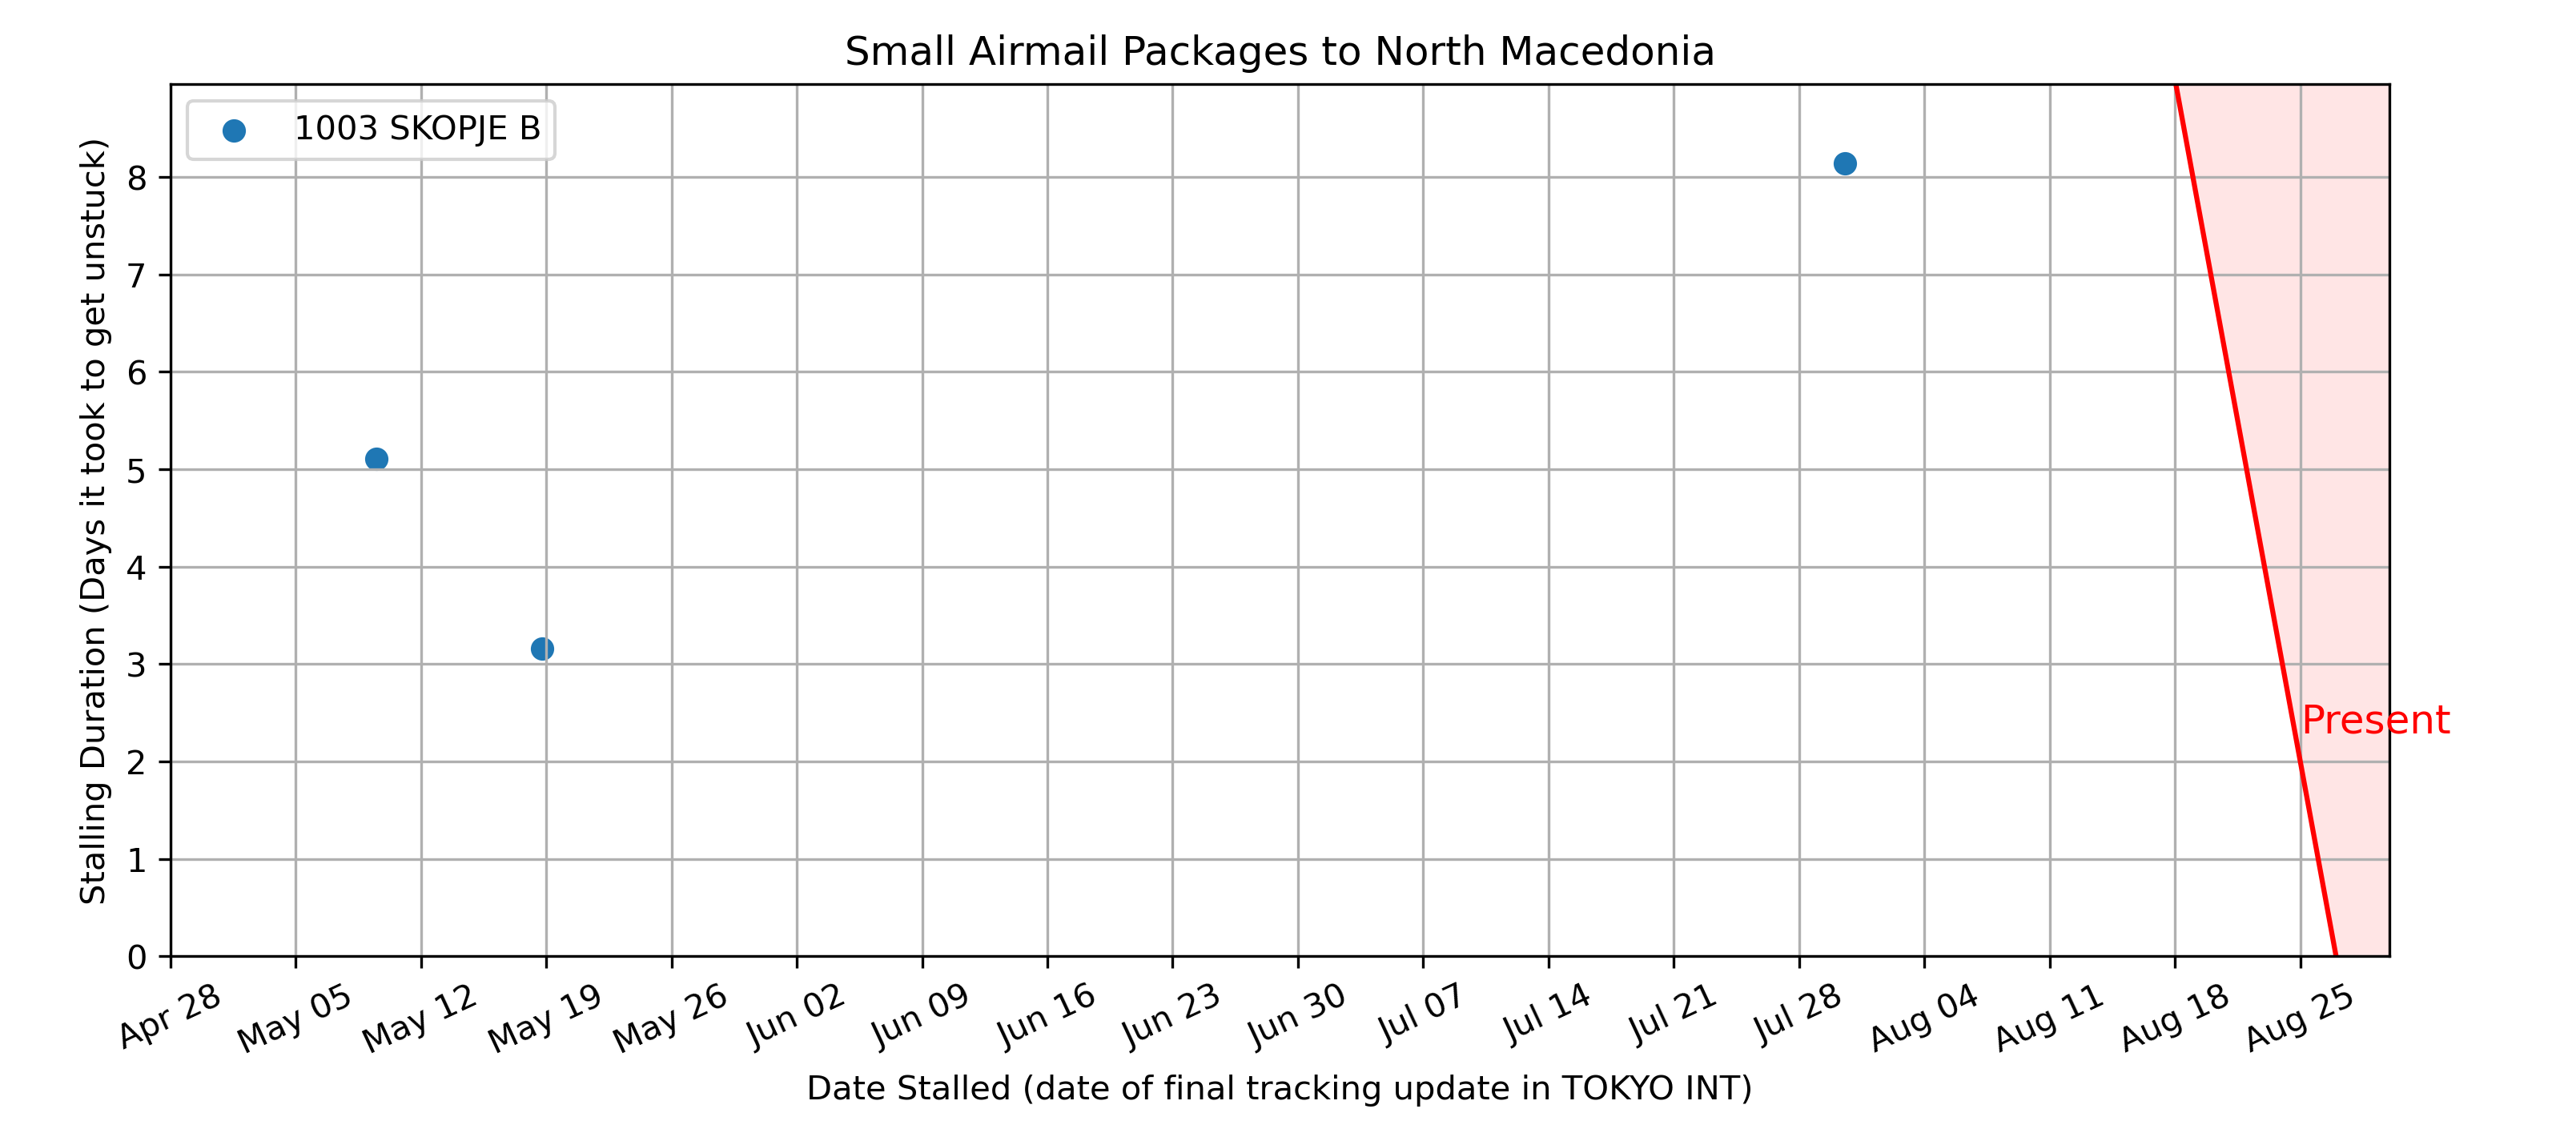 Small Airmail Packages to North Macedonia
1003 SKOPJE B
Stalling Duration (Days it took to get unstuck)
8
7
6
5
4
3
2
1
0
Present
Apr 28
May 05
May 12
May 19
May 26
Jun 02
Jun 09
Jun 16
Jun 23
Jun 30
Jul 07
Jul 14
Jul 21
Jul 28
Aug 04
Aug 11
Aug 18
Aug 25
Date Stalled (date of final tracking update in TOKYO INT)